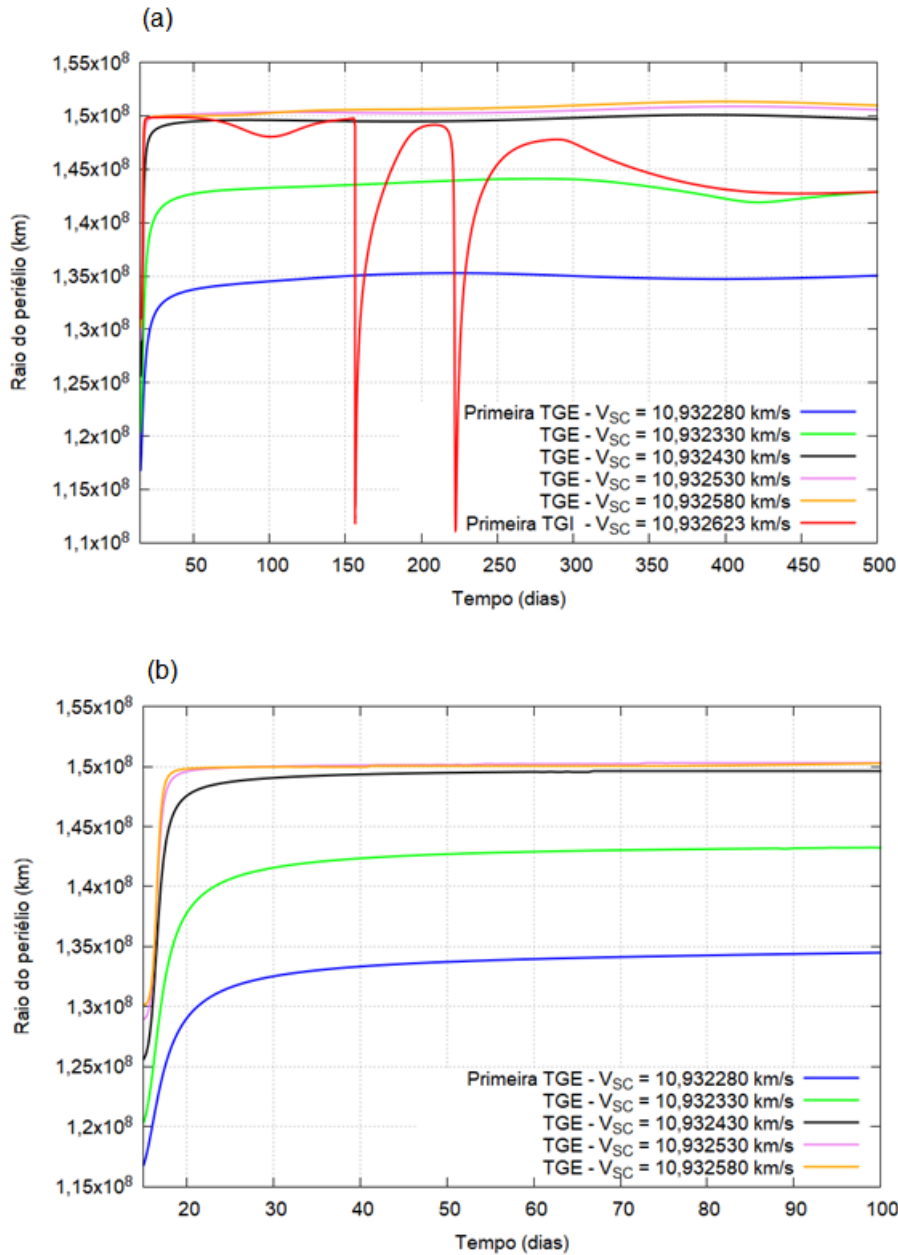 (a)
1,55x10⁸
1,5x10⁸
1,45x10⁸
1,4x10⁸
1,35x10⁸
1,3x10⁸
1,25x10⁸
1,2x10⁸
1,15x10⁸
1,1x10⁸
Raio do periélio (km)
Primeira TGE - V_SC = 10,932280 km/s
TGE - V_SC = 10,932330 km/s
TGE - V_SC = 10,932430 km/s
TGE - V_SC = 10,932530 km/s
TGE - V_SC = 10,932580 km/s
Primeira TGI - V_SC = 10,932623 km/s
50 100 150 200 250 300 350 400 450 500
Tempo (dias)
(b)
1,55x10⁸
1,5x10⁸
1,45x10⁸
1,4x10⁸
1,35x10⁸
1,3x10⁸
1,25x10⁸
1,2x10⁸
1,15x10⁸
Raio do periélio (km)
Primeira TGE - V_SC = 10,932280 km/s
TGE - V_SC = 10,932330 km/s
TGE - V_SC = 10,932430 km/s
TGE - V_SC = 10,932530 km/s
TGE - V_SC = 10,932580 km/s
20 30 40 50 60 70 80 90 100
Tempo (dias)